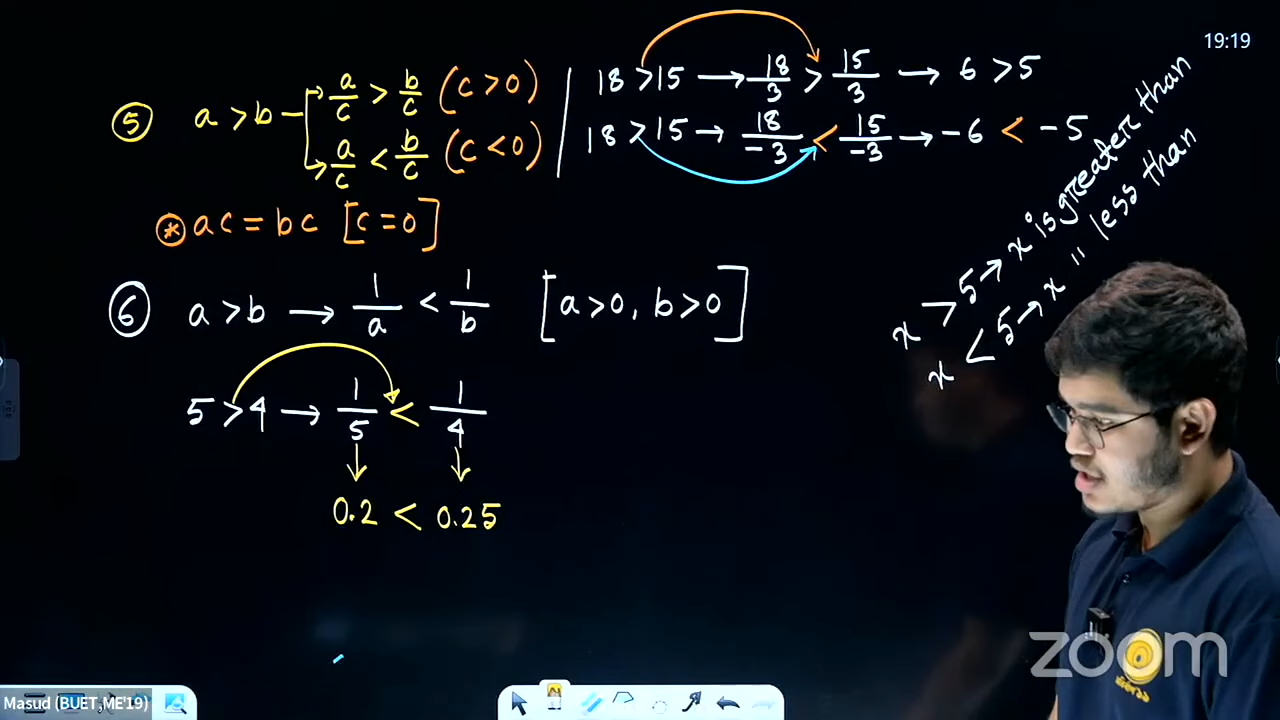 19:19
⑤ a > b → a/c > b/c (c > 0)
→ a/c < b/c (c < 0)
18 > 15 → 18/3 > 15/3 → 6 > 5
18 > 15 → 18/-3 < 15/-3 → -6 < -5
⊛ ac = bc [c = 0]
x > 5 → x is greatern than
x < 5 → x " less than
⑥ a > b → 1/a < 1/b [a > 0, b > 0]
5 > 4 → 1/5 < 1/4
0.2 < 0.25
zoom
Masud (BUET,ME'19)